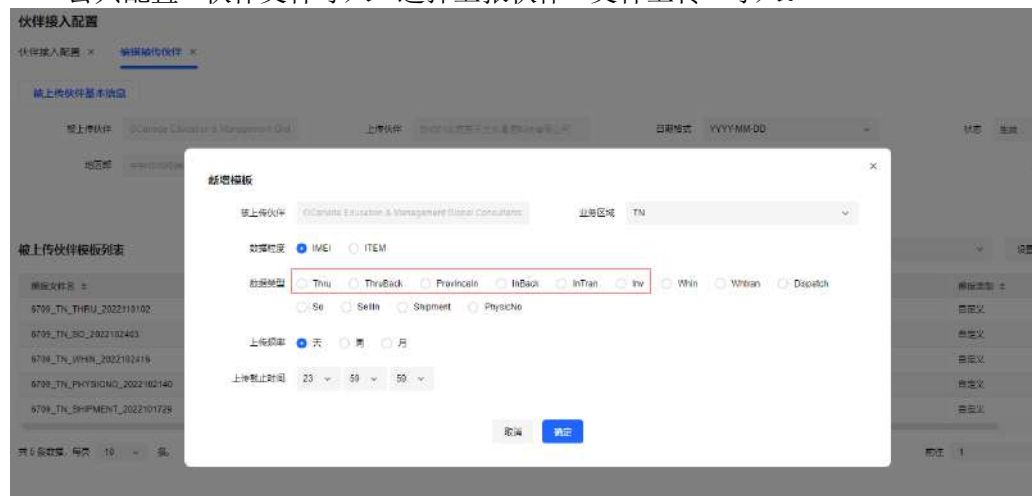 伙伴接入配置
伙伴接入配置 × 编辑被传伙伴 ×
被上传伙伴基本信息
被上传伙伴 上传伙伴 日期格式 YYYY-MM-DD 状态 生效
地区部
新增模板 ×
被上传伙伴 ©Canada Education & Management Global Consultants 业务区域 TN
数据粒度 IMEI ITEM
被上传伙伴模板列表
数据类型 Thru ThruBack ProvinceIn InBack InTran Inv WhIn Whtran Dispatch
模板文件名 模板类型
So SellIn Shipment PhysicNo
6709_TN_THRU_2022110102 自定义
6709_TN_SO_2022102403 自定义
上传频率 天 周 月
6709_TN_WHIN_2022102416 自定义
上传截止时间 23 59 59
6709_TN_PHYSICNO_2022102140 自定义
6709_TN_SHIPMENT_2022101729 自定义
取消 确定
共 6 条数据, 每页 10 条, 前往 1